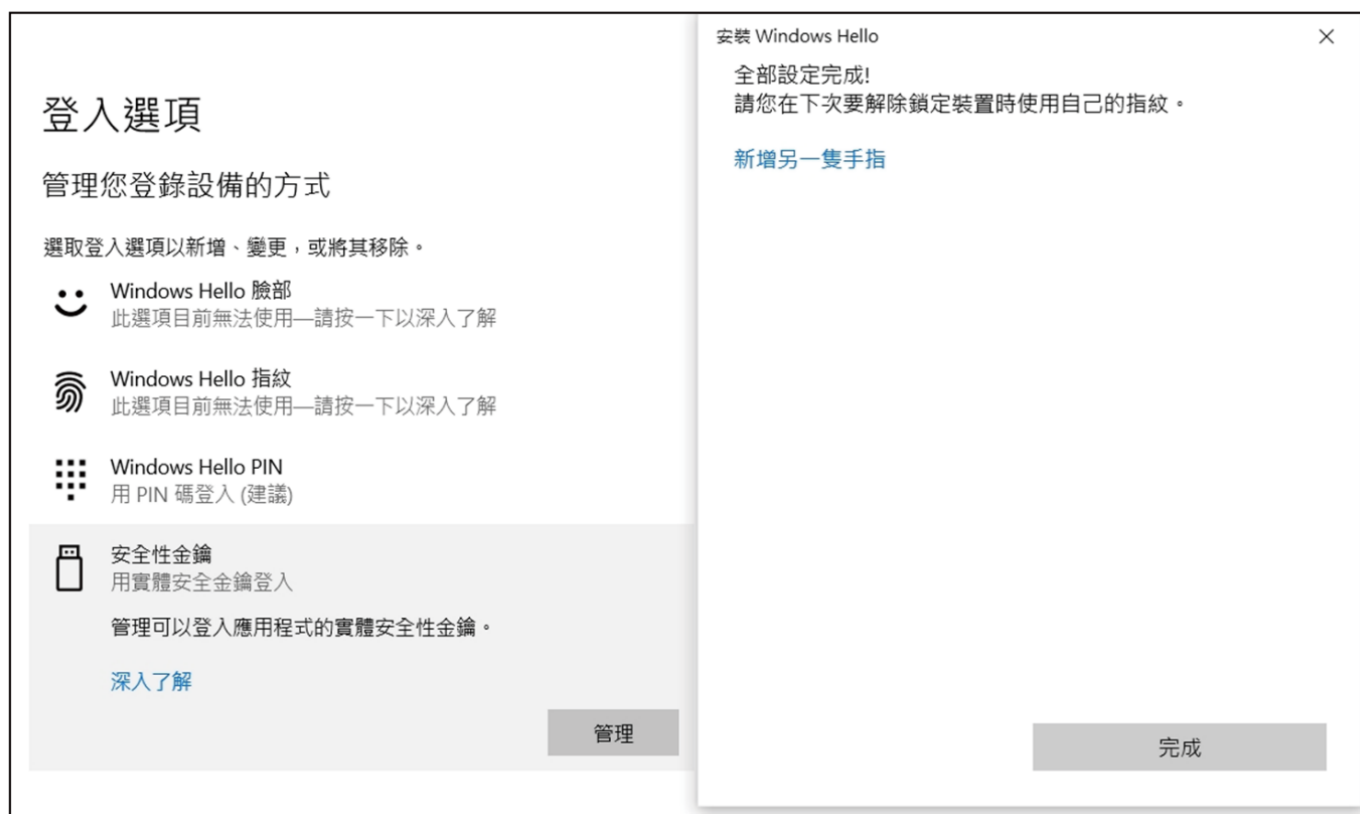 登入選項
管理您登錄設備的方式
選取登入選項以新增、變更，或將其移除。
Windows Hello 臉部
此選項目前無法使用—請按一下以深入了解
Windows Hello 指紋
此選項目前無法使用—請按一下以深入了解
Windows Hello PIN
用 PIN 碼登入 (建議)
安全性金鑰
用實體安全金鑰登入
管理可以登入應用程式的實體安全性金鑰。
深入了解
管理
安裝 Windows Hello
全部設定完成!
請您在下次要解除鎖定裝置時使用自己的指紋。
新增另一隻手指
完成